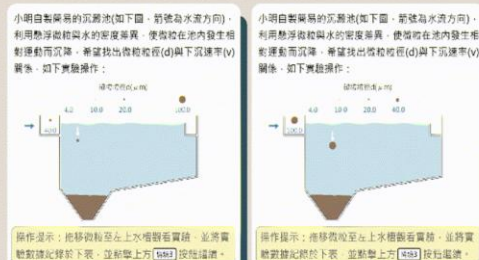 小明自製簡易的沉澱池(如下圖，箭號為水流方向)，
利用懸浮微粒與水的密度差異，使微粒在池內發生相
對運動而沉降，希望找出微粒粒徑(d)與下沉速率(v)
關係，如下實驗操作：
4.0 10.0 20.0 100.0
40.0
操作提示：拖移微粒至左上水槽觀看實驗，並將實
驗數據記錄於下表，並點擊上方 按鈕繼續。
小明自製簡易的沉澱池(如下圖，箭號為水流方向)，
利用懸浮微粒與水的密度差異，使微粒在池內發生相
對運動而沉降，希望找出微粒粒徑(d)與下沉速率(v)
關係，如下實驗操作：
4.0 10.0 20.0 40.0
100.0
操作提示：拖移微粒至左上水槽觀看實驗，並將實
驗數據記錄於下表，並點擊上方 按鈕繼續。